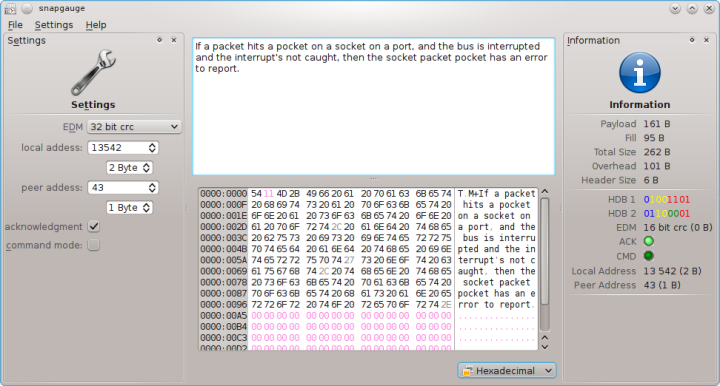 snapgauge
File Settings Help
Settings
Settings
EDM 32 bit crc
local addess: 13542
2 Byte
peer addess: 43
1 Byte
acknowledgment
command mode:
If a packet hits a pocket on a socket on a port, and the bus is interrupted
and the interrupt's not caught, then the socket packet pocket has an error
to report.
0000:0000 54 11 4D 2B 49 66 20 61 20 70 61 63 6B 65 74 T.M+If a packet
0000:000F 20 68 69 74 73 20 61 20 70 6F 63 6B 65 74 20 hits a pocket
0000:001E 6F 6E 20 61 20 73 6F 63 6B 65 74 20 6F 6E 20 on a socket on
0000:002D 61 20 70 6F 72 74 2C 20 61 6E 64 20 74 68 65 a port, and the
0000:003C 20 62 75 73 20 69 73 20 69 6E 74 65 72 72 75 bus is interru
0000:004B 70 74 65 64 20 61 6E 64 20 74 68 65 20 69 6E pted and the in
0000:005A 74 65 72 72 75 70 74 27 73 20 6E 6F 74 20 63 terrupt's not c
0000:0069 61 75 67 68 74 2C 20 74 68 65 6E 20 74 68 65 aught, then the
0000:0078 20 73 6F 63 6B 65 74 20 70 61 63 6B 65 74 20 socket packet
0000:0087 70 6F 63 6B 65 74 20 68 61 73 20 61 6E 20 65 pocket has an e
0000:0096 72 72 6F 72 20 74 6F 20 72 65 70 6F 72 74 2E rror to report.
0000:00A5 00 00 00 00 00 00 00 00 00 00 00 00 00 00 00 ...............
0000:00B4 00 00 00 00 00 00 00 00 00 00 00 00 00 00 00 ...............
0000:00C3 00 00 00 00 00 00 00 00 00 00 00 00 00 00 00 ...............
0000:00D2 00 00 00 00 00 00 00 00 00 00 00 00 00 00 00
Hexadecimal
Information
Information
Payload 161 B
Fill 95 B
Total Size 262 B
Overhead 101 B
Header Size 6 B
HDB 1 01001101
HDB 2 01100001
EDM 16 bit crc (0 B)
ACK
CMD
Local Address 13 542 (2 B)
Peer Address 43 (1 B)